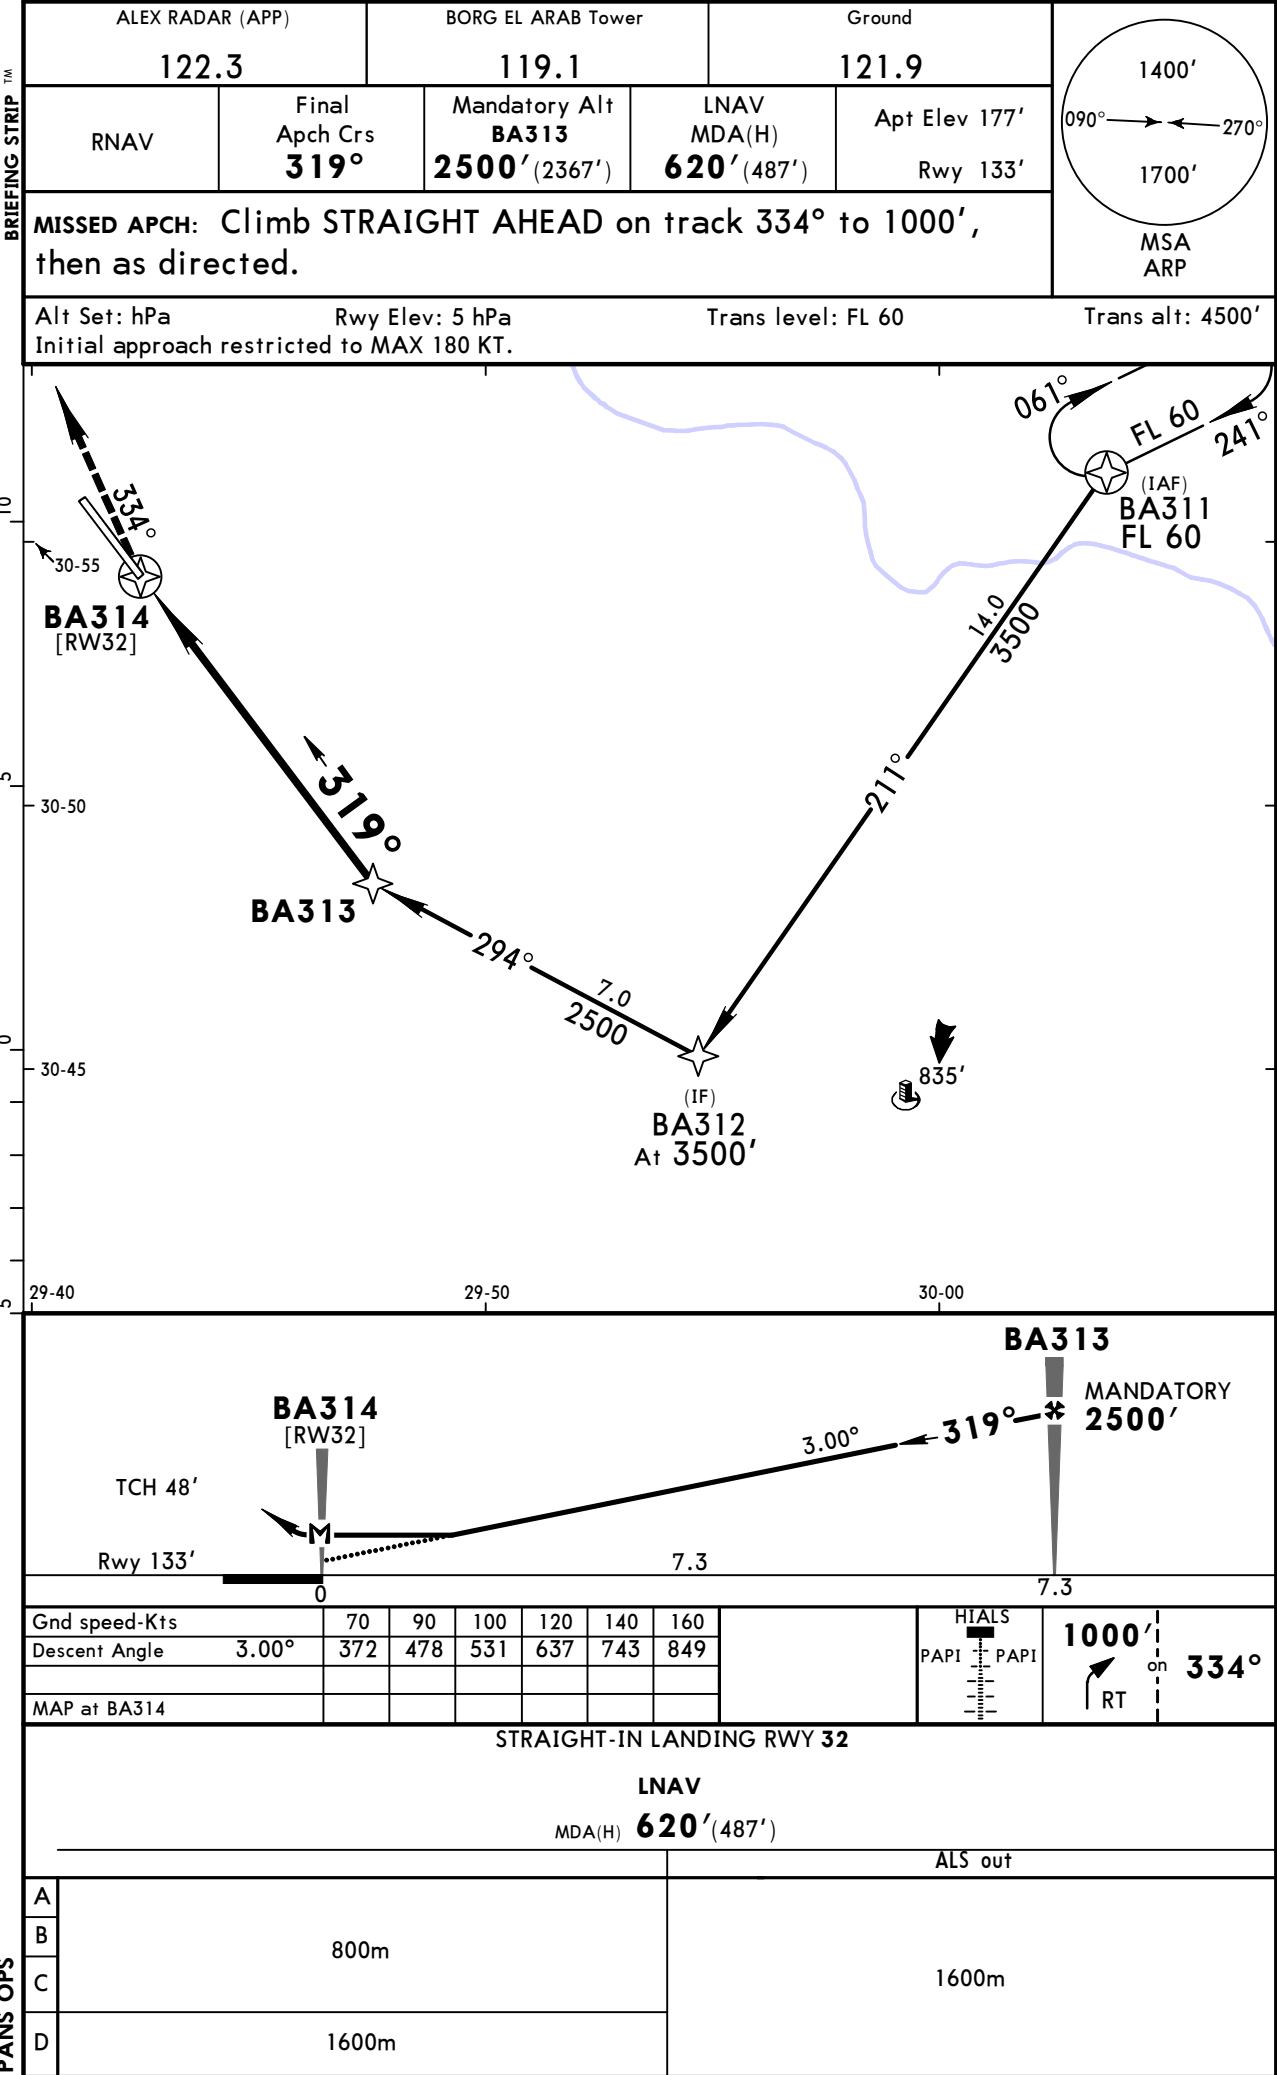 BRIEFING STRIP TM
ALEX RADAR (APP)
122.3
BORG EL ARAB Tower
119.1
Ground
121.9
RNAV
Final
Apch Crs
319°
Mandatory Alt
BA313
2500'(2367')
LNAV
MDA(H)
620'(487')
Apt Elev 177'
Rwy 133'
1400'
090°
270°
1700'
MSA
ARP
MISSED APCH: Climb STRAIGHT AHEAD on track 334° to 1000',
then as directed.
Alt Set: hPa Rwy Elev: 5 hPa Trans level: FL 60 Trans alt: 4500'
Initial approach restricted to MAX 180 KT.
061°
FL 60
241°
(IAF)
BA311
FL 60
334°
10
30-55
BA314
[RW32]
14.0
3500
211°
5
30-50
319°
BA313
294°
7.0
2500
0
30-45
835'
(IF)
BA312
At 3500'
5
29-40
29-50
30-00
BA313
MANDATORY
2500'
BA314
[RW32]
319°
3.00°
TCH 48'
M
Rwy 133'
7.3
0
7.3
Gnd speed-Kts 70 90 100 120 140 160
Descent Angle 3.00° 372 478 531 637 743 849
MAP at BA314
HIALS
PAPI PAPI
1000'
RT
on
334°
STRAIGHT-IN LANDING RWY 32
LNAV
MDA(H) 620'(487')
ALS out
A
B
C
D
800m
1600m
1600m
PANS OPS